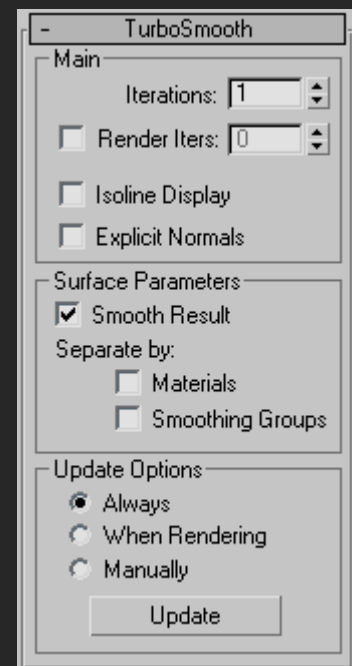 - TurboSmooth
Main
Iterations: 1
Render Iters: 0
Isoline Display
Explicit Normals
Surface Parameters
Smooth Result
Separate by:
Materials
Smoothing Groups
Update Options
Always
When Rendering
Manually
Update